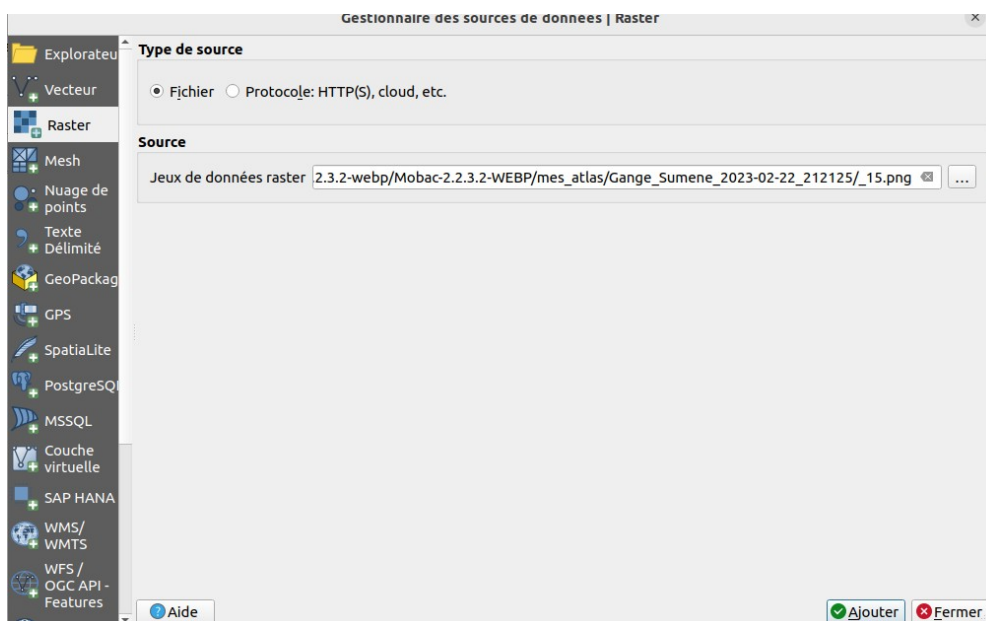 Gestionnaire des sources de données | Raster
Explorateu
Vecteur
Raster
Mesh
Nuage de
points
Texte
Délimité
GeoPackag
GPS
SpatiaLite
PostgreSQl
MSSQL
Couche
virtuelle
SAP HANA
WMS/
WMTS
WFS /
OGC API -
Features
Type de source
Fichier Protocole: HTTP(S), cloud, etc.
Source
Jeux de données raster 2.3.2-webp/Mobac-2.2.3.2-WEBP/mes_atlas/Gange_Sumene_2023-02-22_212125/_15.png ...
Aide Ajouter Fermer